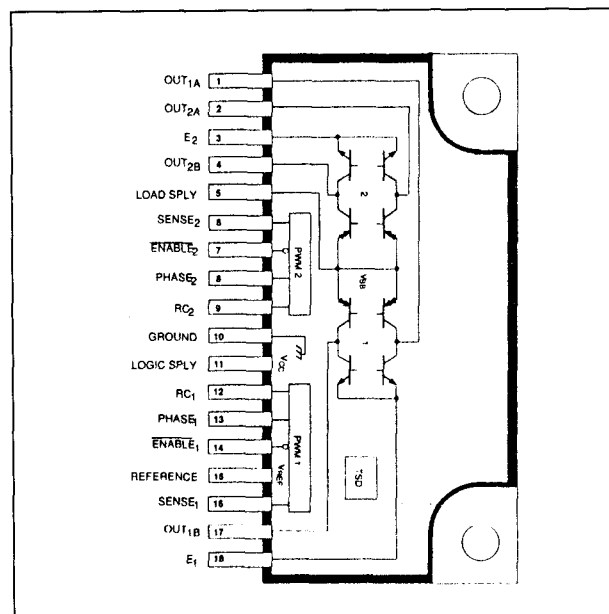 OUT1A 1
OUT2A 2
E2 3
OUT2B 4
LOAD SPLY 5
SENSE2 6
ENABLE2 7
PHASE2 8
RC2 9
GROUND 10
LOGIC SPLY 11
RC1 12
PHASE1 13
ENABLE1 14
REFERENCE 15
SENSE1 16
OUT1B 17
E1 18
PWM 2
VCC
PWM 1
VREF
2
VBB
1
TSD